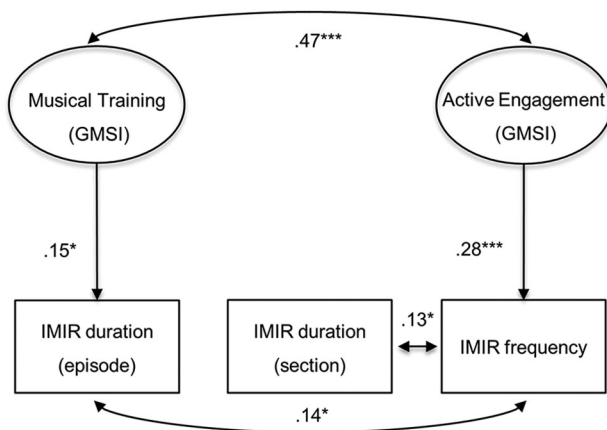 .47***
Musical Training
(GMSI)
Active Engagement
(GMSI)
.15*
.28***
IMIR duration
(episode)
IMIR duration
(section)
.13*
IMIR frequency
.14*